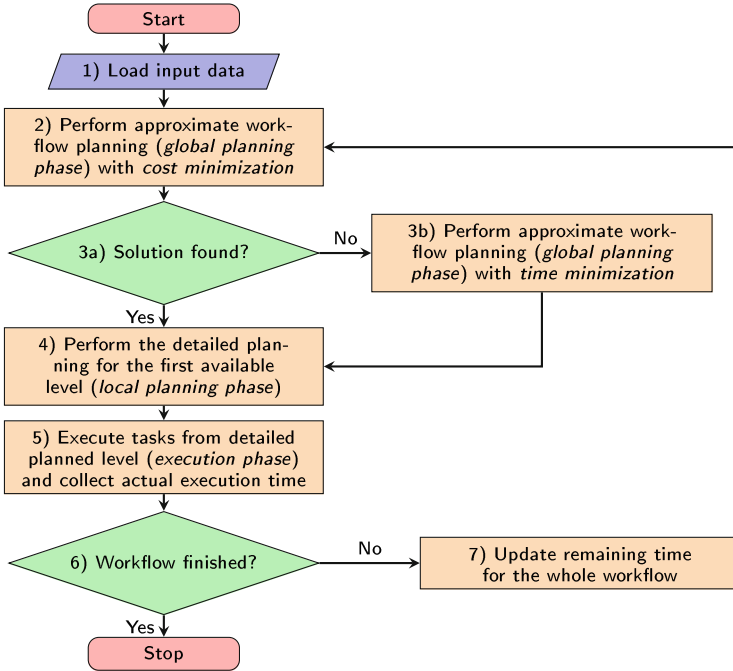 Start
1) Load input data
2) Perform approximate work-
flow planning (global planning
phase) with cost minimization
3a) Solution found?
No
3b) Perform approximate work-
flow planning (global planning
phase) with time minimization
Yes
4) Perform the detailed plan-
ning for the first available
level (local planning phase)
5) Execute tasks from detailed
planned level (execution phase)
and collect actual execution time
6) Workflow finished?
No
7) Update remaining time
for the whole workflow
Yes
Stop